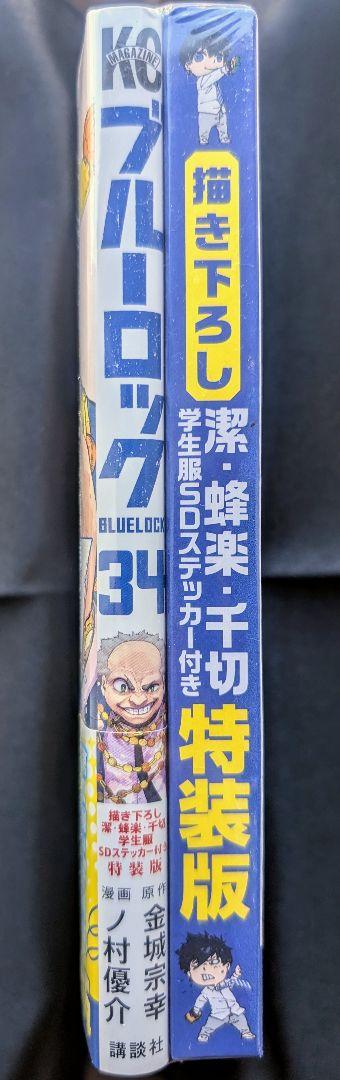 KC
MAGAZINE
ブルーロック
BLUELOCK
34
描き下ろし
潔・蜂楽・千切
学生服
SDステッカー付き
特装版
原作 金城宗幸
漫画 ノ村優介
講談社
描き下ろし
潔・蜂楽・千切
学生服SDステッカー付き
特装版